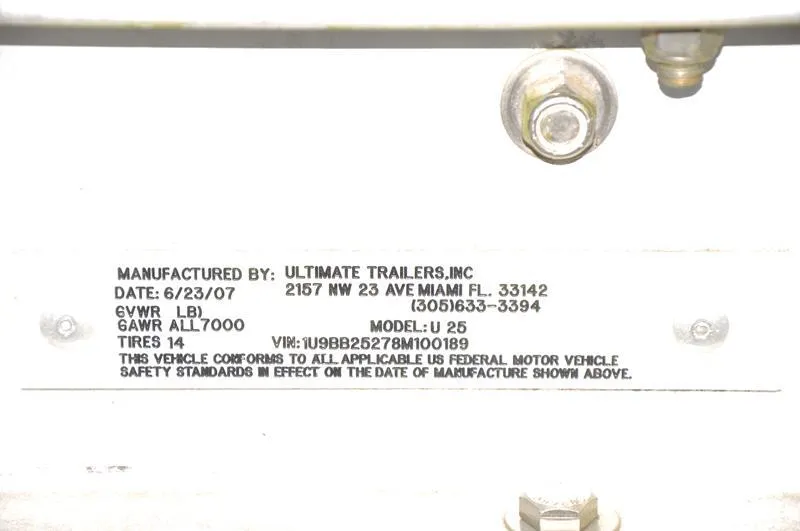 MANUFACTURED BY: ULTIMATE TRAILERS,INC
DATE: 6/23/07 2157 NW 23 AVE MIAMI FL. 33142
GVWR LB) (305)633-3394
GAWR ALL7000 MODEL: U 25
TIRES 14 VIN: 1U9BB25278M100189
THIS VEHICLE CONFORMS TO ALL APPLICABLE US FEDERAL MOTOR VEHICLE
SAFETY STANDARDS IN EFFECT ON THE DATE OF MANUFACTURE SHOWN ABOVE.